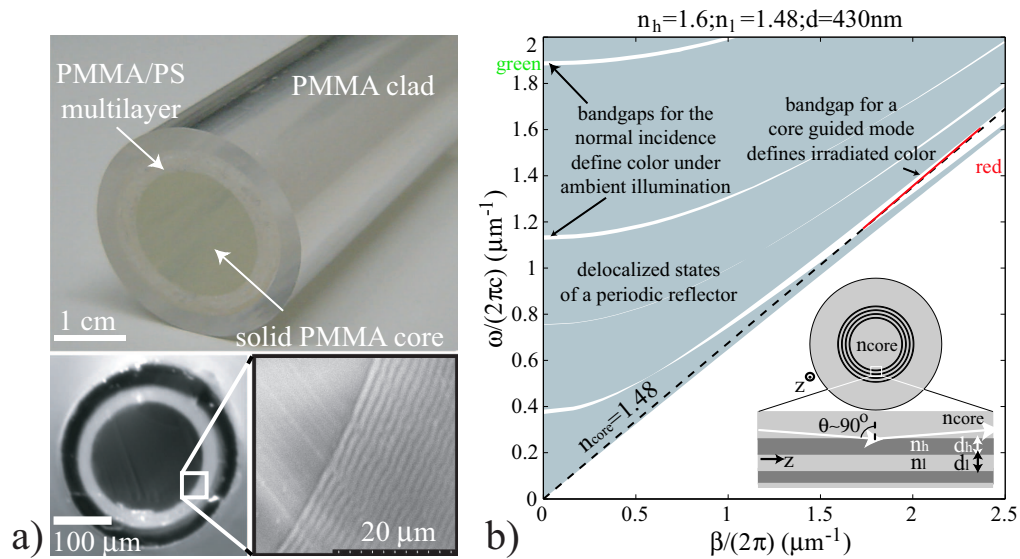 PMMA/PS
multilayer
PMMA clad
solid PMMA core
1 cm
100 μm
20 μm
a)
n_h=1.6;n_l=1.48;d=430nm
green
bandgaps for the
normal incidence
define color under
ambient illumination
bandgap for a
core guided mode
defines irradiated color
red
delocalized states
of a periodic reflector
n_core=1.48
n_core
z
θ~90°
n_core
n_h
d_h
n_l
d_l
z
ω/(2πc) (μm⁻¹)
2
1.8
1.6
1.4
1.2
1
0.8
0.6
0.4
0.2
0
0
0.5
1
1.5
2
2.5
β/(2π) (μm⁻¹)
b)